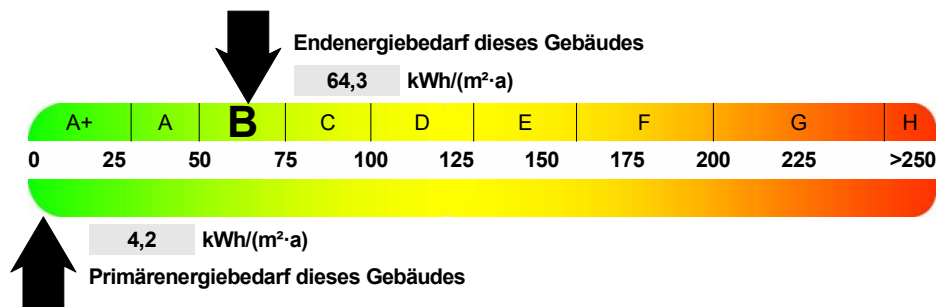 Endenergiebedarf dieses Gebäudes
64,3 kWh/(m²·a)
A+ A B C D E F G H
0 25 50 75 100 125 150 175 200 225 >250
4,2 kWh/(m²·a)
Primärenergiebedarf dieses Gebäudes